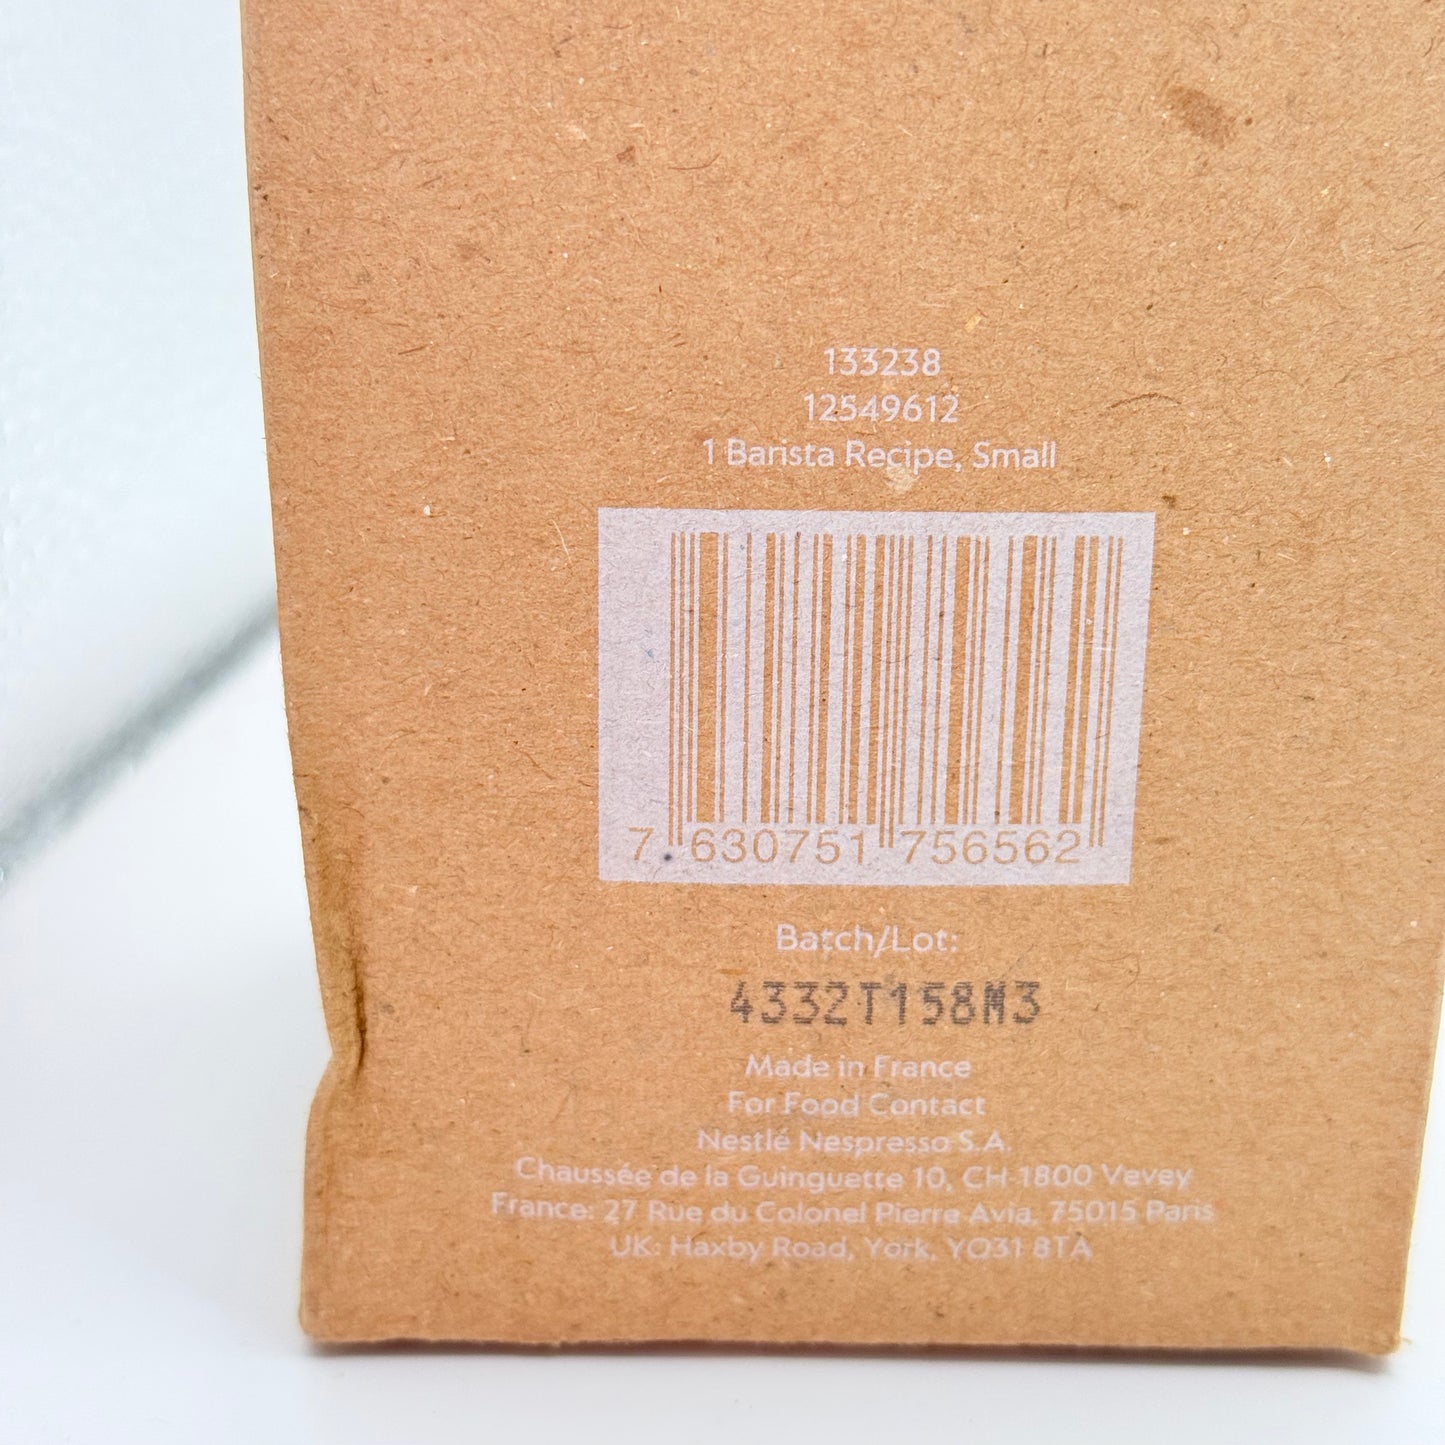 133238
12549612
1 Barista Recipe, Small
7 630751 756562
Batch/Lot:
4332T158M3
Made in France
For Food Contact
Nestlé Nespresso S.A.
Chaussée de la Guinguette 10, CH-1800 Vevey
France: 27 Rue du Colonel Pierre Avia, 75015 Paris
UK: Haxby Road, York, YO31 8TA